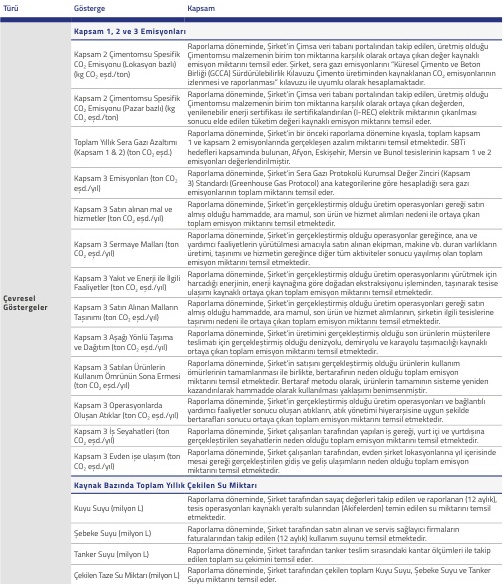 Türü Gösterge Kapsam
Kapsam 1, 2 ve 3 Emisyonları
Çevresel
Göstergeler
Kapsam 2 Çimentomsu Spesifik
CO₂ Emisyonu (Lokasyon bazlı)
(kg CO₂ eşd./ton)
Raporlama döneminde, Şirket’in Çimsa veri tabanı portalından takip edilen, üretmiş olduğu
Çimentomsu malzemenin birim ton miktarına karşılık olarak ortaya çıkan değer kaynaklı
emisyon miktarını temsil eder. Şirket, sera gazı emisyonların "Küresel Çimento ve Beton
Birliği (GCCA) Sürdürülebilirlik Kılavuzu Çimento üretiminden kaynaklanan CO₂ emisyonlarının
izlenmesi ve raporlanması" kılavuzu ile uyumlu olarak hesaplamaktadır.
Kapsam 2 Çimentomsu Spesifik
CO₂ Emisyonu (Pazar bazlı) (kg
CO₂ eşd./ton)
Raporlama döneminde, Şirket’in Çimsa veri tabanı portalından takip edilen, üretmiş olduğu
Çimentomsu malzemenin birim ton miktarına karşılık olarak ortaya çıkan değerden,
yenilenebilir enerji sertifikası ile sertifikalandırılan (I-REC) elektrik miktarının çıkarılması
sonucu elde edilen tüketim değeri kaynaklı emisyon miktarını temsil eder.
Toplam Yıllık Sera Gazı Azaltımı
(Kapsam 1 & 2) (ton CO₂ eşd.)
Raporlama döneminde, Şirket’in bir önceki raporlama dönemine kıyasla, toplam kapsam
1 ve kapsam 2 emisyonlarında gerçekleşen azalım miktarını temsil etmektedir. SBTi
hedefleri kapsamında bulunan, Afyon, Eskişehir, Mersin ve Bunol tesislerinin kapsam 1 ve 2
emisyonları değerlendirilmiştir.
Kapsam 3 Emisyonları (ton CO₂
eşd./yıl)
Raporlama döneminde, Şirket’in Sera Gazı Protokolü Kurumsal Değer Zinciri (Kapsam
3) Standardı (Greenhouse Gas Protocol) ana kategorilerine göre hesapladığı sera gazı
emisyonlarının toplam miktarını temsil eder.
Kapsam 3 Satın alınan mal ve
hizmetler (ton CO₂ eşd./yıl)
Raporlama döneminde, Şirket’in gerçekleştirmiş olduğu üretim operasyonları gereği satın
almış olduğu hammadde, ara mamul, son ürün ve hizmet alımları nedeni ile ortaya çıkan
toplam emisyon miktarını temsil etmektedir.
Kapsam 3 Sermaye Malları (ton
CO₂ eşd./yıl)
Raporlama döneminde, Şirket’in gerçekleştirmiş olduğu operasyonlar gereğince, ana ve
yardımcı faaliyetlerin yürütülmesi amacıyla satın alınan ekipman, makine vb. duran varlıkların
üretimi, taşınımı ve hizmetin gereğince diğer tüm aktiviteler sonucu yayılmış olan toplam
emisyon miktarını temsil etmektedir.
Kapsam 3 Yakıt ve Enerji ile İlgili
Faaliyetler (ton CO₂ eşd./yıl)
Raporlama döneminde, Şirket’in gerçekleştirmiş olduğu üretim operasyonlarını yürütmek için
harcadığı enerjinin, enerji kaynağına göre doğadan ekstraksiyonu işleminden, taşınarak tesise
ulaşımı kaynaklı ortaya çıkan toplam emisyon miktarını temsil etmektedir.
Kapsam 3 Satın Alınan Malların
Taşınımı (ton CO₂ eşd./yıl)
Raporlama döneminde, Şirket’in gerçekleştirmiş olduğu üretim operasyonları gereği satın
almış olduğu hammadde, ara mamul, son ürün ve hizmet alımlarının, şirketin ilgili tesislerine
taşınımı nedeni ile ortaya çıkan toplam emisyon miktarını temsil etmektedir.
Kapsam 3 Aşağı Yönlü Taşıma
ve Dağıtım (ton CO₂ eşd./yıl)
Raporlama döneminde, Şirket’in üretimini gerçekleştirmiş olduğu son ürünlerin müşterilere
teslimatı için gerçekleştirmiş olduğu denizyolu, demiryolu ve karayolu taşımacılığı kaynaklı
ortaya çıkan toplam emisyon miktarını temsil etmektedir.
Kapsam 3 Satılan Ürünlerin
Kullanım Ömrünün Sona Ermesi
(ton CO₂ eşd./yıl)
Raporlama döneminde, Şirket’in satışını gerçekleştirmiş olduğu ürünlerin kullanım
ömürlerinin tamamlanması ile birlikte, bertarafının neden olduğu toplam emisyon
miktarını temsil etmektedir. Bertaraf metodu olarak, ürünlerin tamamının sisteme yeniden
kazandırılarak hammadde olarak kullanılması yaklaşımı benimsenmiştir.
Kapsam 3 Operasyonlarda
Oluşan Atıklar (ton CO₂ eşd./yıl)
Raporlama döneminde, Şirket’in gerçekleştirmiş olduğu üretim operasyonları ve bağlantılı
yardımcı faaliyetler sonucu oluşan atıkların, atık yönetimi hiyerarşisine uygun şekilde
bertarafları sonucu ortaya çıkan toplam emisyon miktarını temsil etmektedir.
Kapsam 3 İş Seyahatleri (ton
CO₂ eşd./yıl)
Raporlama döneminde, Şirket çalışanları tarafından yapılan iş gereği, yurt içi ve yurtdışına
gerçekleştirilen seyahatlerin neden olduğu toplam emisyon miktarını temsil etmektedir.
Kapsam 3 Evden işe ulaşım (ton
CO₂ eşd./yıl)
Raporlama döneminde, Şirket çalışanları tarafından, evden şirket lokasyonlarına yıl içerisinde
mesai gereği gerçekleştirilen gidiş ve geliş ulaşımların neden olduğu toplam emisyon
miktarını temsil etmektedir.
Kaynak Bazında Toplam Yıllık Çekilen Su Miktarı
Kuyu Suyu (milyon L)
Raporlama döneminde, Şirket tarafından sayaç değerleri takip edilen ve raporlanan (12 aylık),
tesis operasyonları kaynaklı yeraltı sularından (Akiferlerden) temin edilen su miktarını temsil
etmektedir.
Şebeke Suyu (milyon L)
Raporlama döneminde, Şirket tarafından satın alınan ve servis sağlayıcı firmaların
faturalarından takip edilen (12 aylık) kullanım suyunu temsil etmektedir.
Tanker Suyu (milyon L)
Raporlama döneminde, Şirket tarafından tanker teslim sırasındaki kantar ölçümleri ile takip
edilen toplam su çekimini temsil eder.
Çekilen Taze Su Miktarı (milyon L)
Raporlama döneminde, Şirket tarafından çekilen toplam Kuyu Suyu, Şebeke Suyu ve Tanker
Suyu miktarını temsil eder.